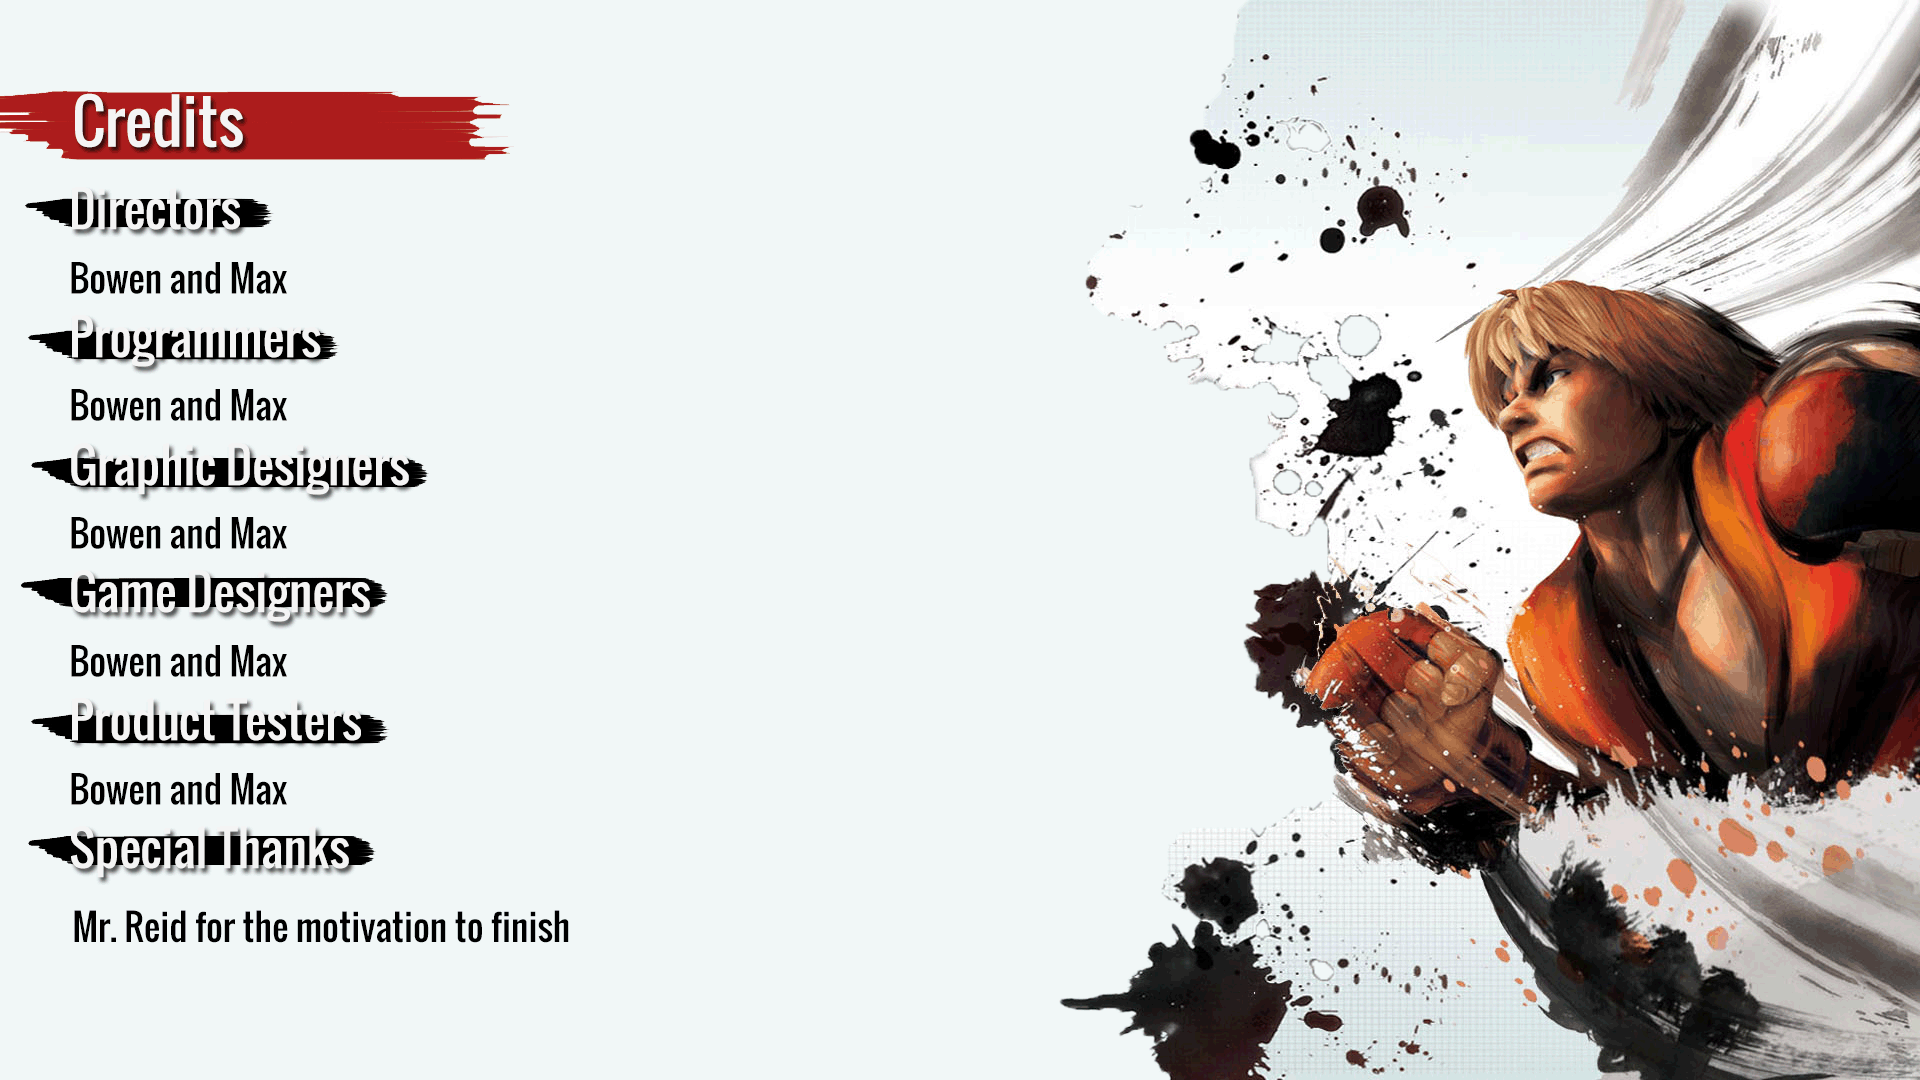 Credits
Directors
Bowen and Max
Programmers
Bowen and Max
Graphic Designers
Bowen and Max
Game Designers
Bowen and Max
Product Testers
Bowen and Max
Special Thanks
Mr. Reid for the motivation to finish